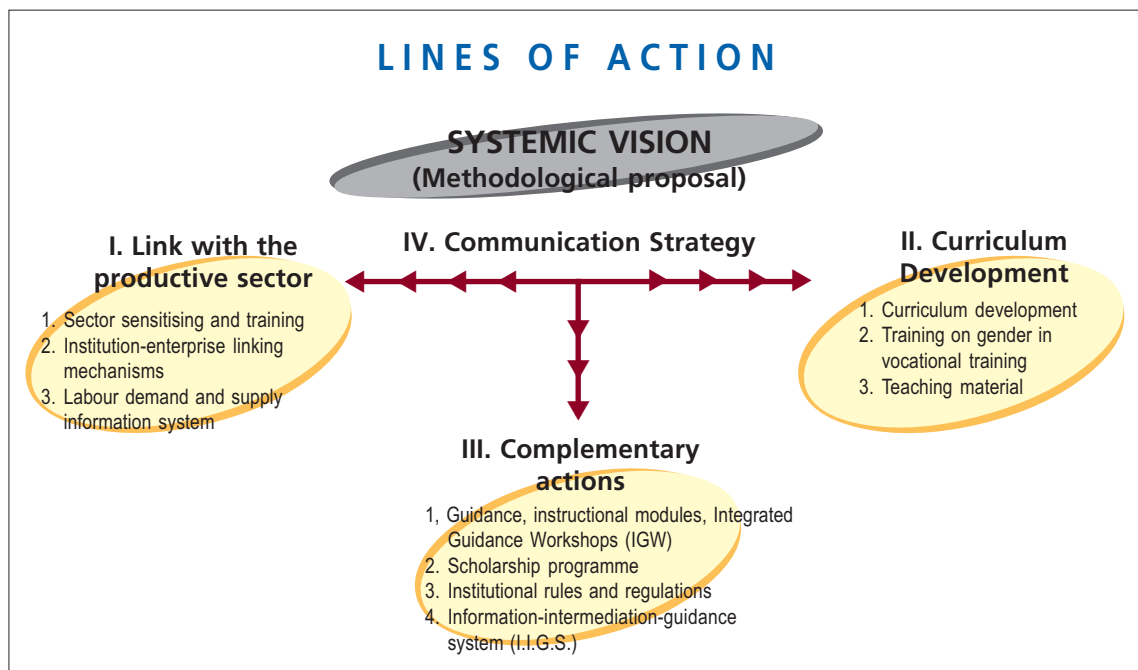 LINES OF ACTION
SYSTEMIC VISION
(Methodological proposal)
I. Link with the
productive sector
1. Sector sensitising and training
2. Institution-enterprise linking
mechanisms
3. Labour demand and supply
information system
IV. Communication Strategy
II. Curriculum
Development
1. Curriculum development
2. Training on gender in
vocational training
3. Teaching material
III. Complementary
actions
1, Guidance, instructional modules, Integrated
Guidance Workshops (IGW)
2. Scholarship programme
3. Institutional rules and regulations
4. Information-intermediation-guidance
system (I.I.G.S.)